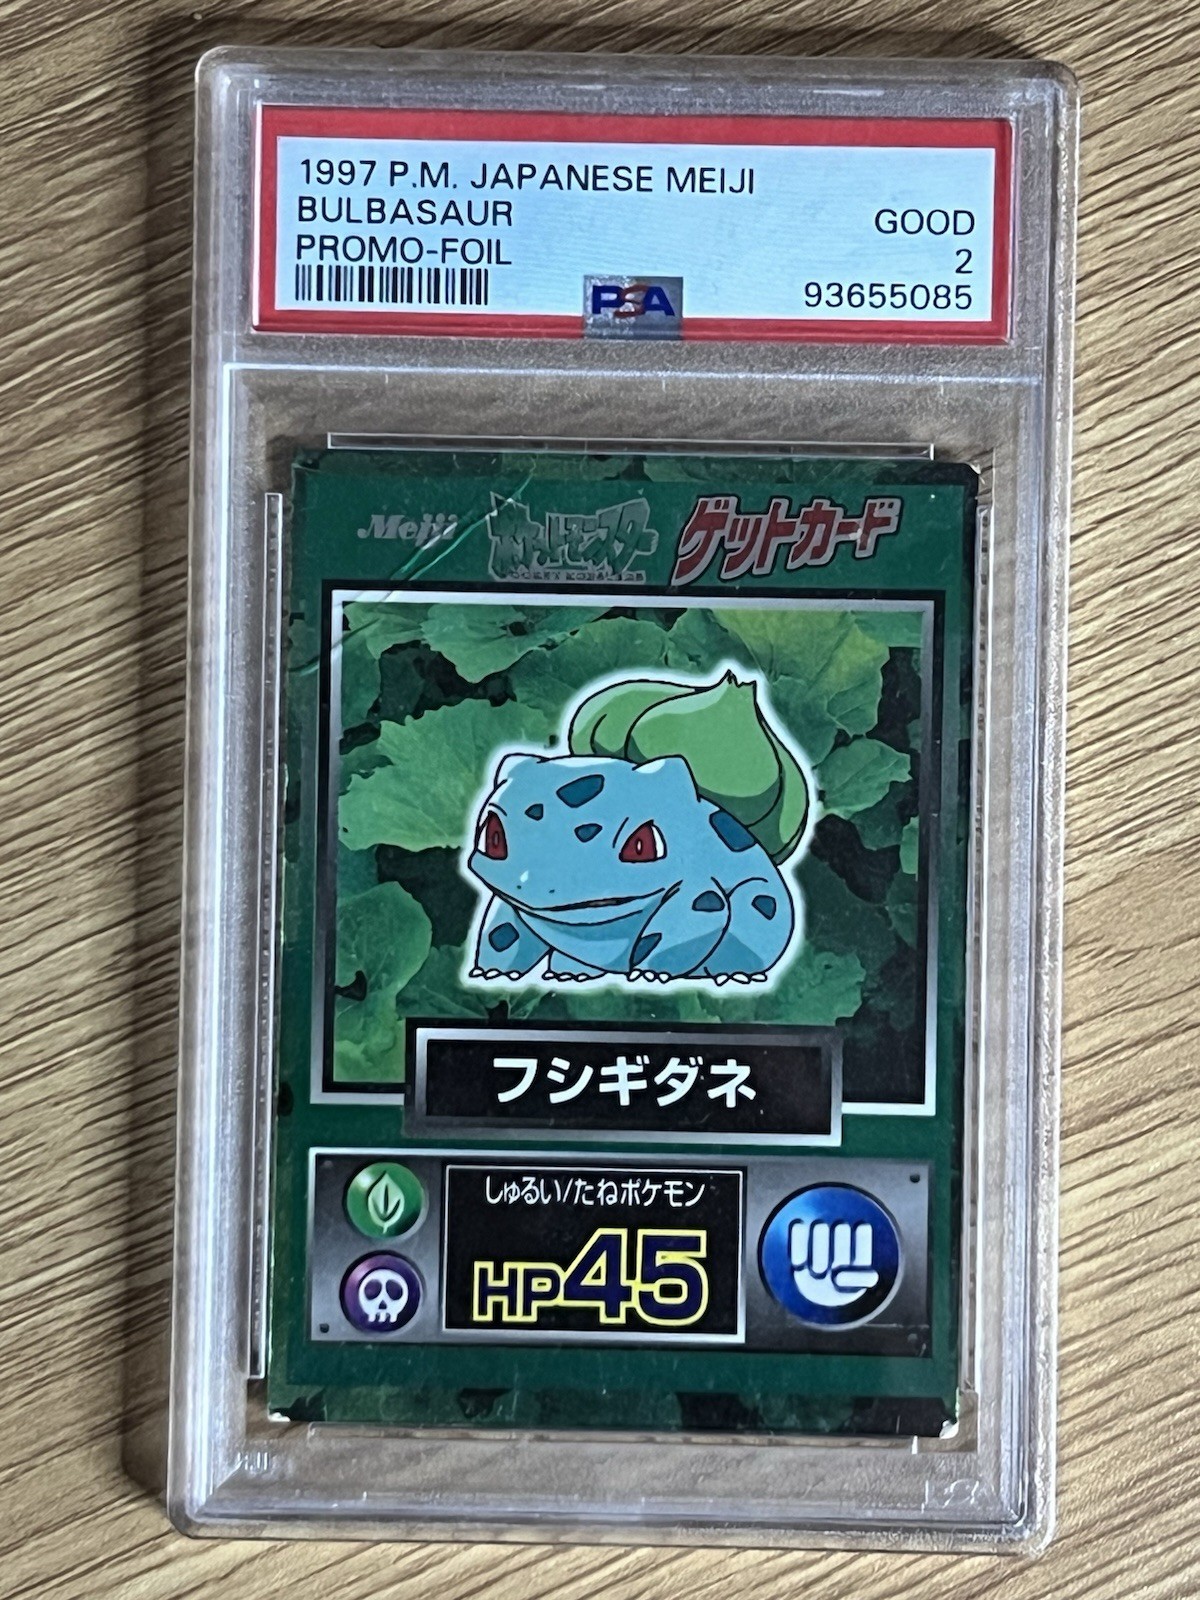 1997 P.M. JAPANESE MEIJI
BULBASAUR
GOOD
PROMO-FOIL
2
PSA
93655085
Meiji ポケットモンスター ゲットカード
POCKET MONSTERS
フシギダネ
しゅるい/たねポケモン
HP45